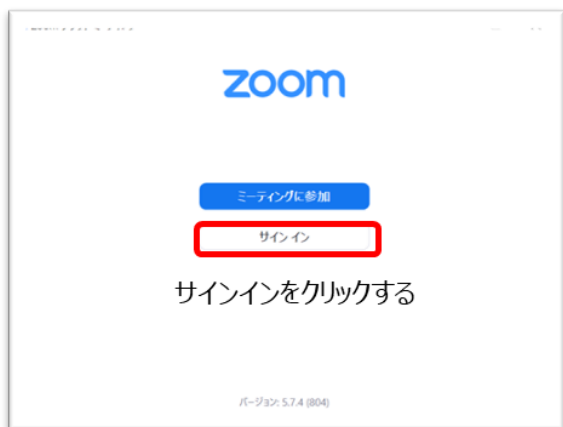 zoom
ミーティングに参加
サイン イン
サインインをクリックする
バージョン: 5.7.4 (804)